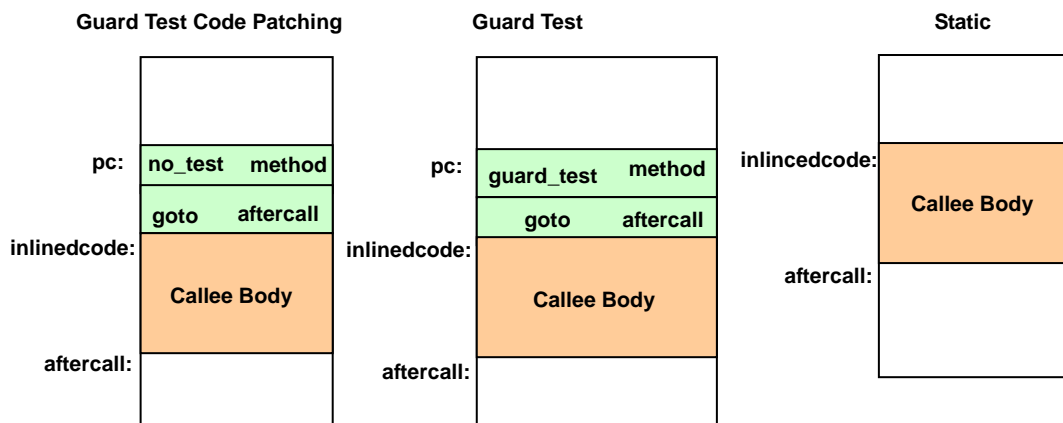 Guard Test Code Patching
Guard Test
Static
pc:
no_test method
goto aftercall
inlinedcode:
Callee Body
aftercall:
pc:
guard_test method
goto aftercall
inlinedcode:
Callee Body
aftercall:
inlincedcode:
Callee Body
aftercall: